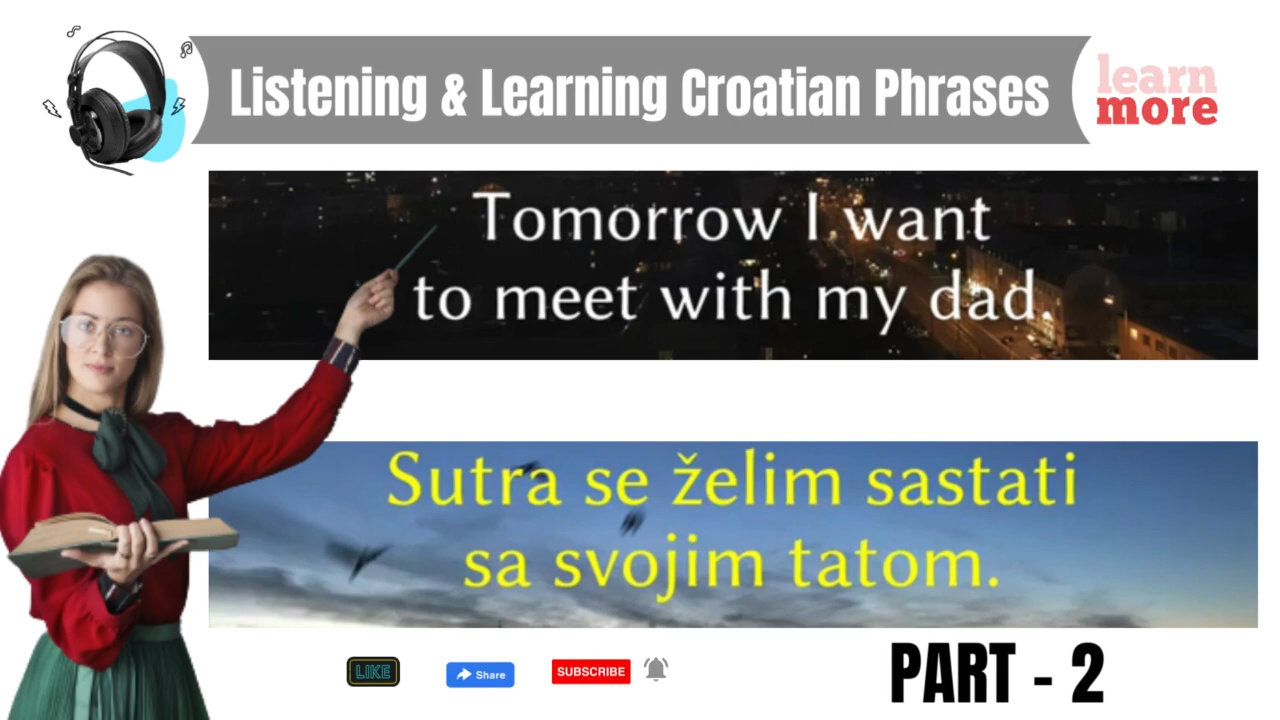 Listening & Learning Croatian Phrases
learn
more
Tomorrow I want
to meet with my dad.
Sutra se želim sastati
sa svojim tatom.
LIKE
Share
SUBSCRIBE
PART - 2